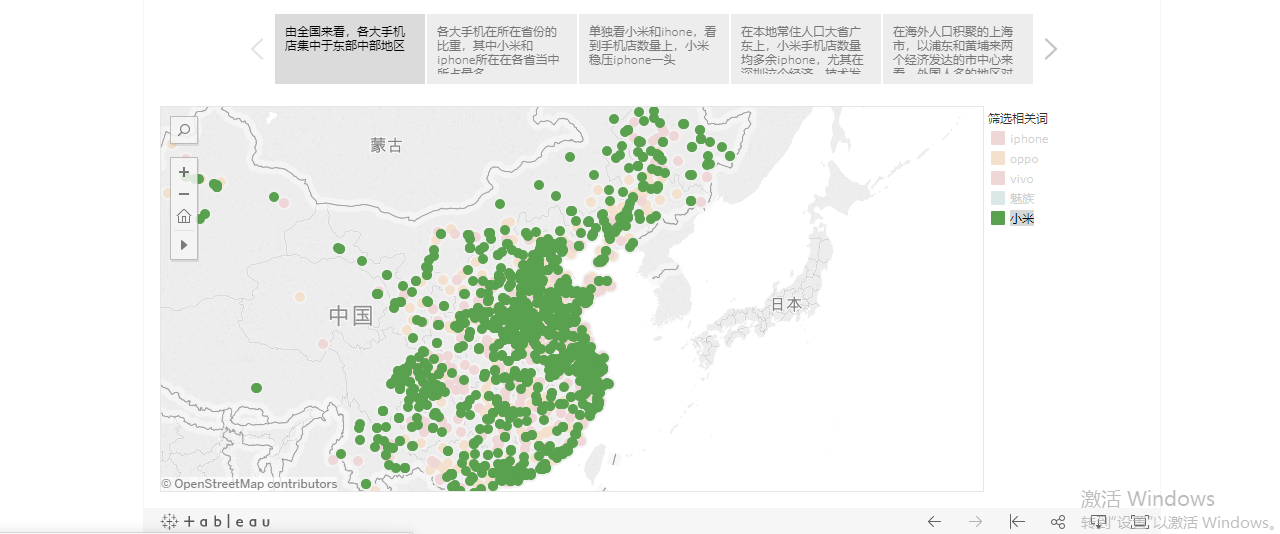 由全国来看，各大手机
店集中于东部中部地区
各大手机在所在省份的
比重，其中小米和
iphone所在在各省当中
所占最多
单独看小米和ihone，看
到手机店数量上，小米
稳压iphone一头
在本地常住人口大省广
东上，小米手机店数量
均多余iphone，尤其在
深圳这个经济、技术发
在海外人口积聚的上海
市，以浦东和黄埔来两
个经济发达的市中心来
看，外国人多的地区对
筛选相关词
iphone
oppo
vivo
魅族
小米
蒙古
中国
日本
© OpenStreetMap contributors
+ a b l e a u
激活 Windows
转到"设置"以激活 Windows。